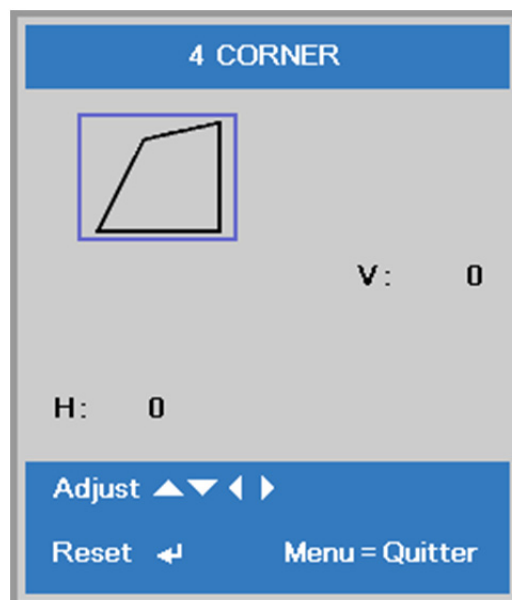 4 CORNER
V: 0
H: 0
Adjust
Reset Menu = Quitter